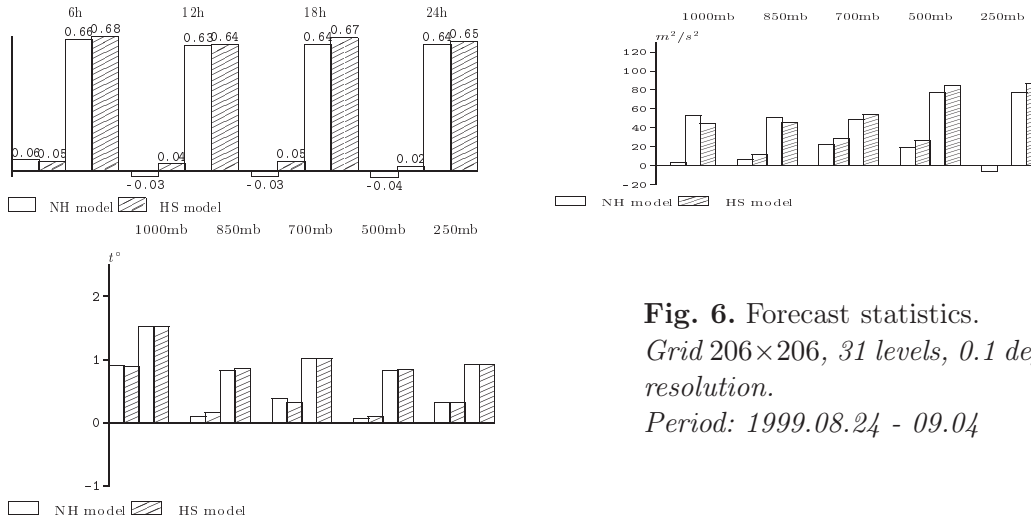 6h 12h 18h 24h
0.06 0.05 0.66 0.68 -0.03 0.04 0.63 0.64 -0.03 0.05 0.64 0.67 -0.04 0.02 0.64 0.65
NH model HS model
1000mb 850mb 700mb 500mb 250mb
m²/s²
120
100
80
60
40
20
0
-20
NH model HS model
1000mb 850mb 700mb 500mb 250mb
t°
2
1
0
-1
NH model HS model
Fig. 6. Forecast statistics.
Grid 206×206, 31 levels, 0.1 de
resolution.
Period: 1999.08.24 - 09.04